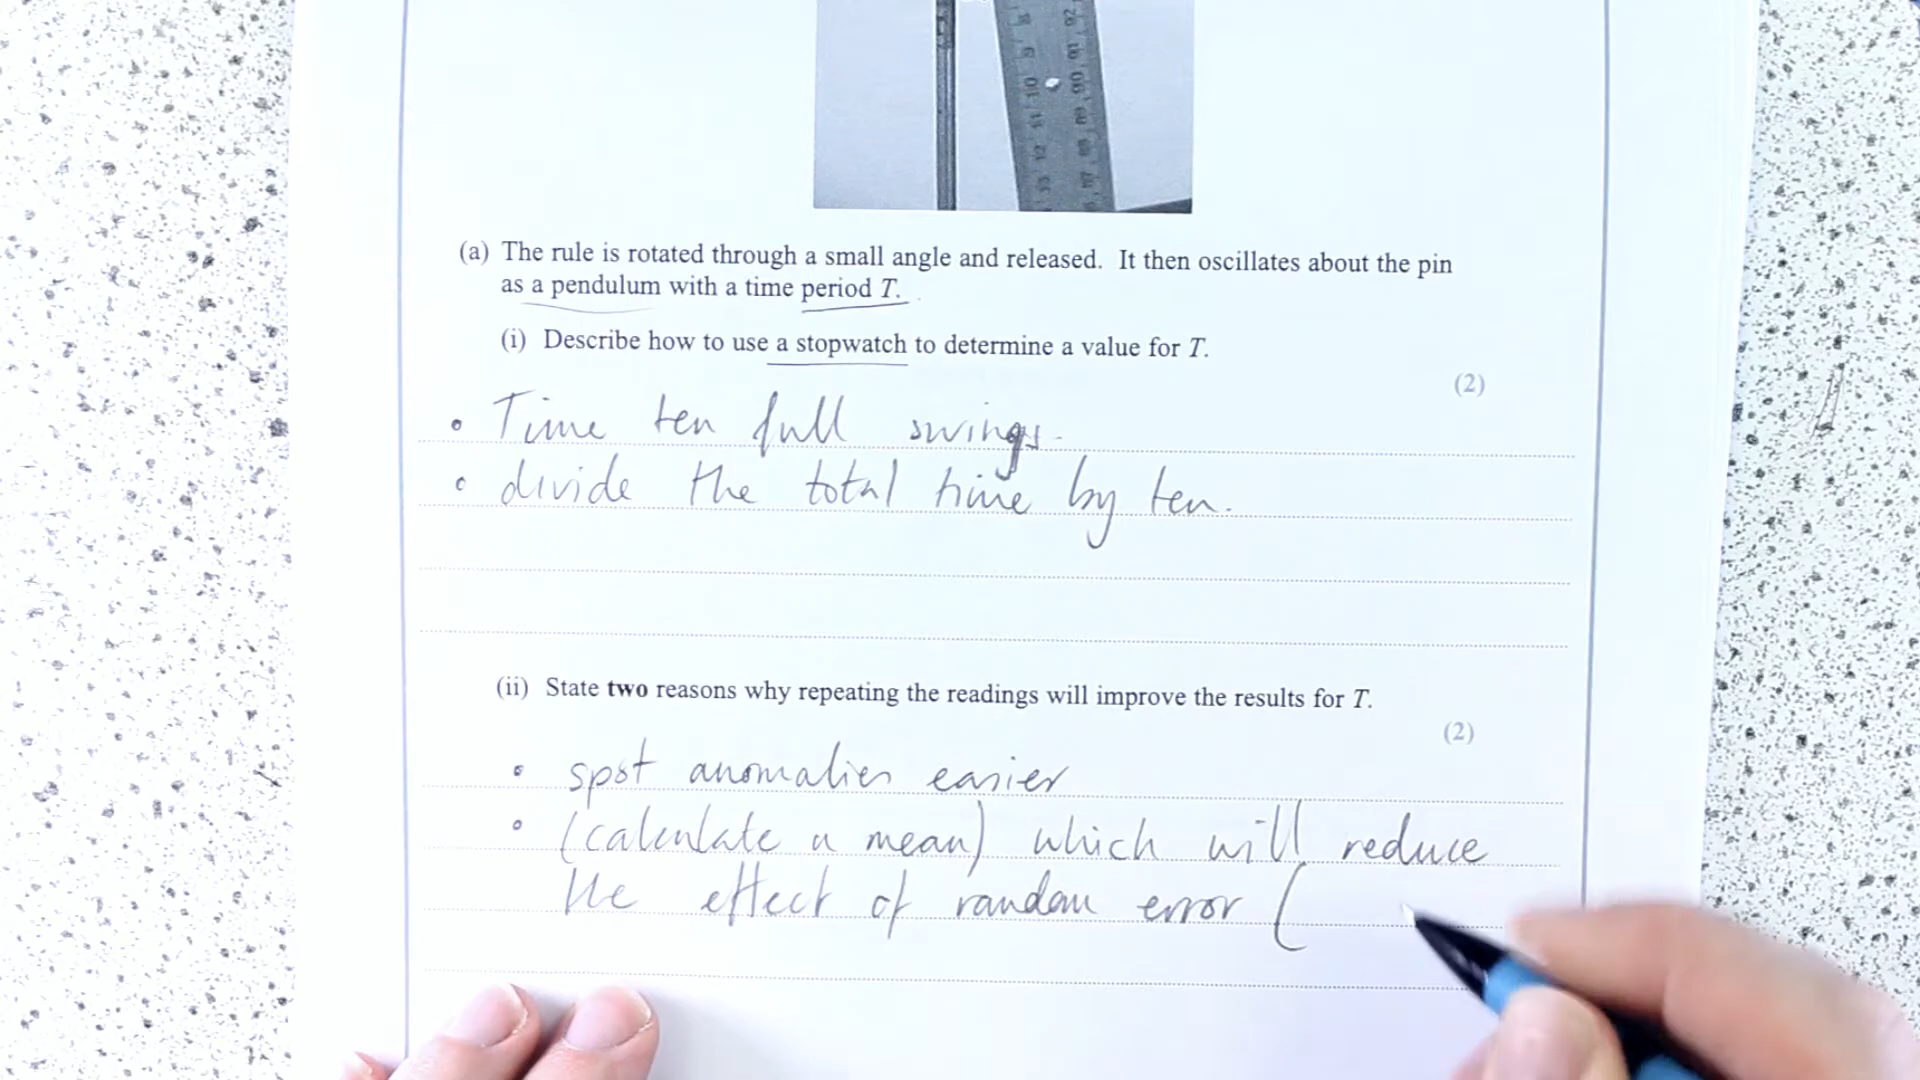 (a) The rule is rotated through a small angle and released. It then oscillates about the pin
as a pendulum with a time period T.
(i) Describe how to use a stopwatch to determine a value for T.
(2)
• Time ten full swings.
• divide the total time by ten.
(ii) State two reasons why repeating the readings will improve the results for T.
(2)
• spot anomalies easier
• (calculate a mean) which will reduce
the effect of random error (